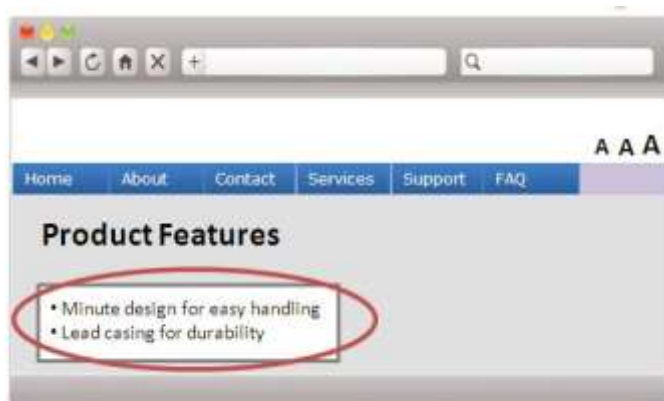 A A A
Home About Contact Services Support FAQ
Product Features
• Minute design for easy handling
• Lead casing for durability